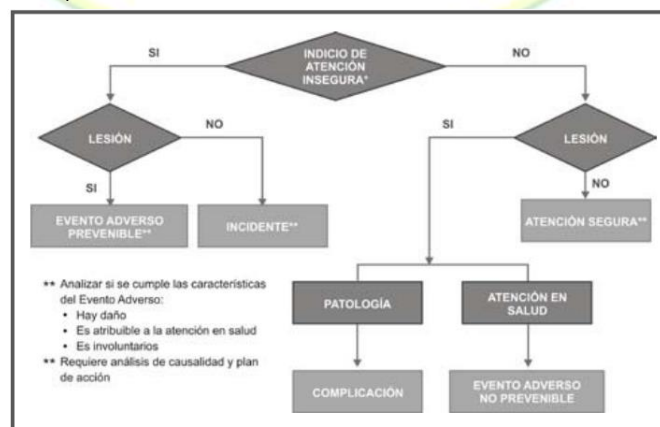 INDICIO DE
ATENCIÓN
INSEGURA*
SI
NO
LESIÓN
NO
SI
LESIÓN
SI
NO
EVENTO ADVERSO
PREVENIBLE**
INCIDENTE**
ATENCIÓN SEGURA**
** Analizar si se cumple las características
del Evento Adverso:
• Hay daño
• Es atribuible a la atención en salud
• Es involuntarios
** Requiere análisis de causalidad y plan
de acción
PATOLOGÍA
ATENCIÓN EN
SALUD
COMPLICACIÓN
EVENTO ADVERSO
NO PREVENIBLE